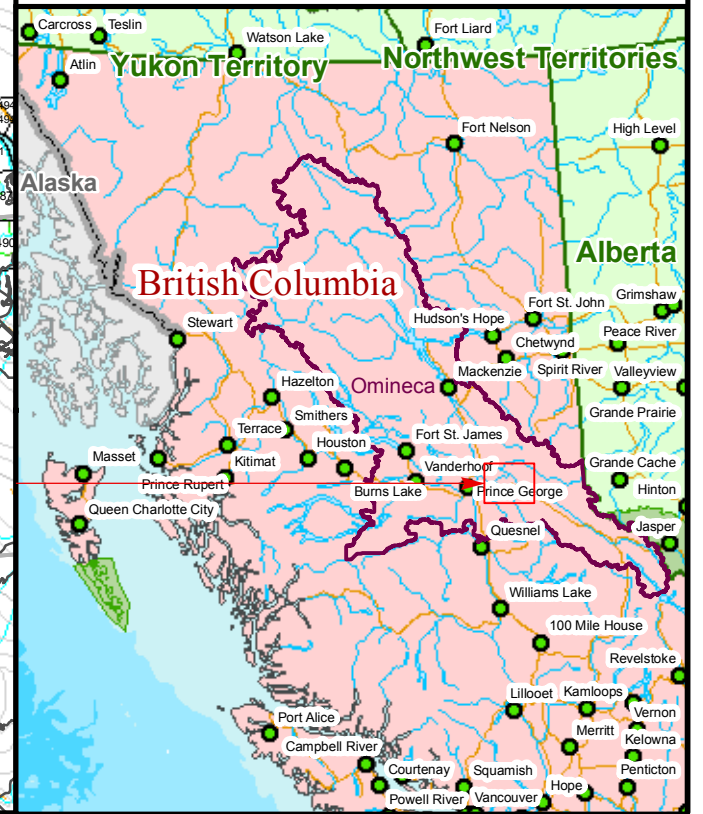 Carcross
Teslin
Fort Liard
Watson Lake
Yukon Territory
Northwest Territories
Atlin
Fort Nelson
High Level
Alaska
Alberta
British Columbia
Grimshaw
Fort St. John
Hudson's Hope
Stewart
Peace River
Chetwynd
Mackenzie
Spirit River
Valleyview
Hazelton
Omineca
Grande Prairie
Smithers
Terrace
Fort St. James
Houston
Masset
Kitimat
Vanderhoof
Grande Cache
Prince Rupert
Burns Lake
Prince George
Hinton
Queen Charlotte City
Quesnel
Jasper
Williams Lake
100 Mile House
Revelstoke
Lillooet
Kamloops
Vernon
Port Alice
Merritt
Kelowna
Campbell River
Courtenay
Squamish
Penticton
Powell River
Vancouver
Hope